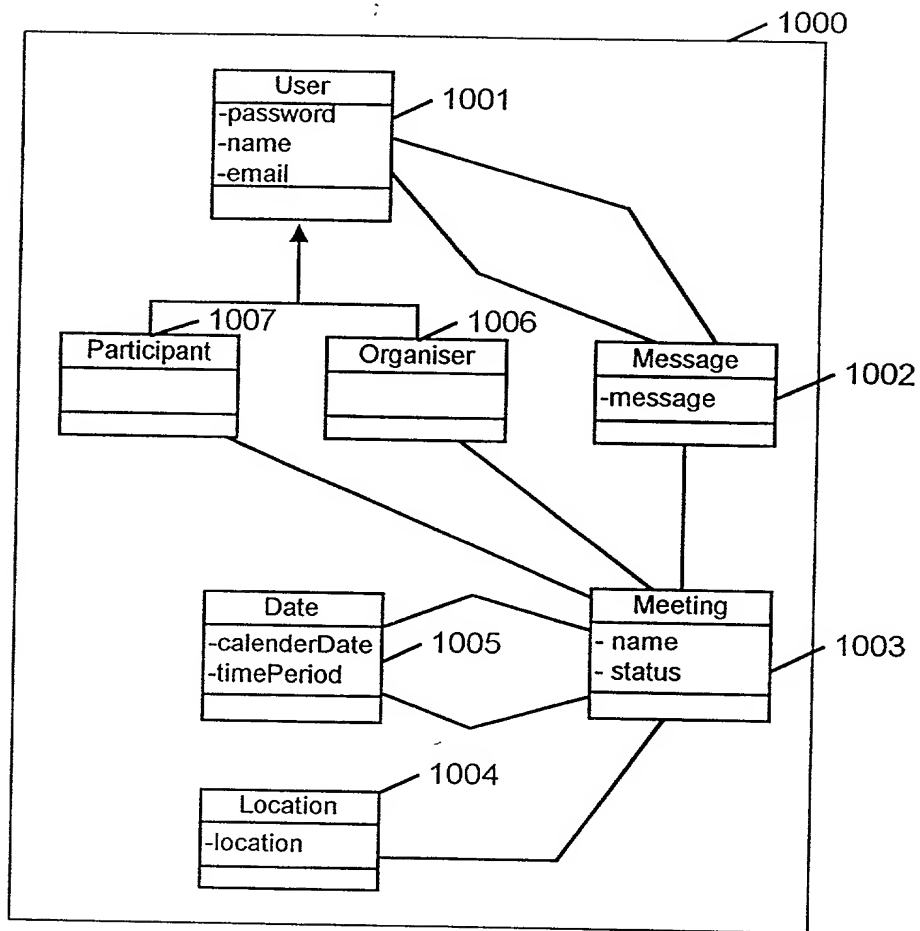 1000
User
1001
-password
-name
-email
1007
1006
Participant
Organiser
Message
1002
-message
Date
Meeting
-calenderDate
1005
- name
1003
-timePeriod
- status
1004
Location
-location